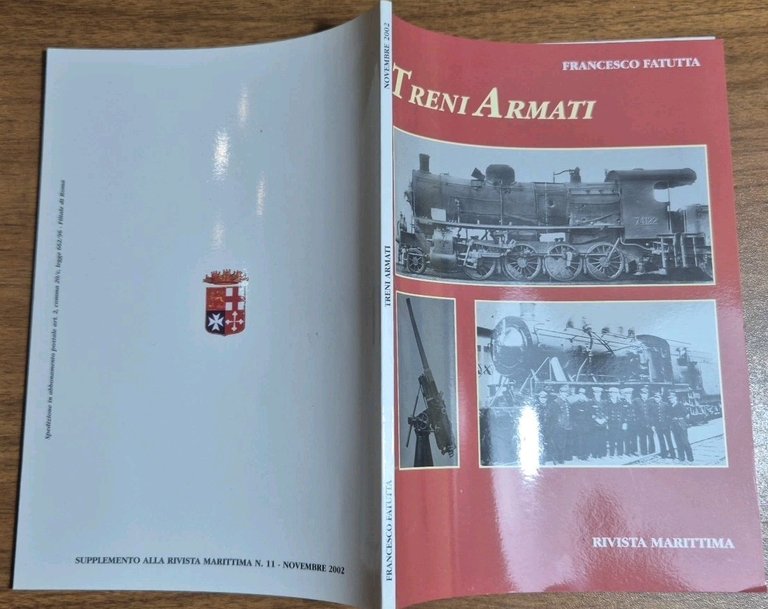 Spedizione in abbonamento postale art. 2, comma 20/c, legge 662/96 - Filiale di Roma
SUPPLEMENTO ALLA RIVISTA MARITTIMA N. 11 - NOVEMBRE 2002
NOVEMBRE 2002
TRENI ARMATI
FRANCESCO FATUTTA
FRANCESCO FATUTTA
TRENI ARMATI
RIVISTA MARITTIMA